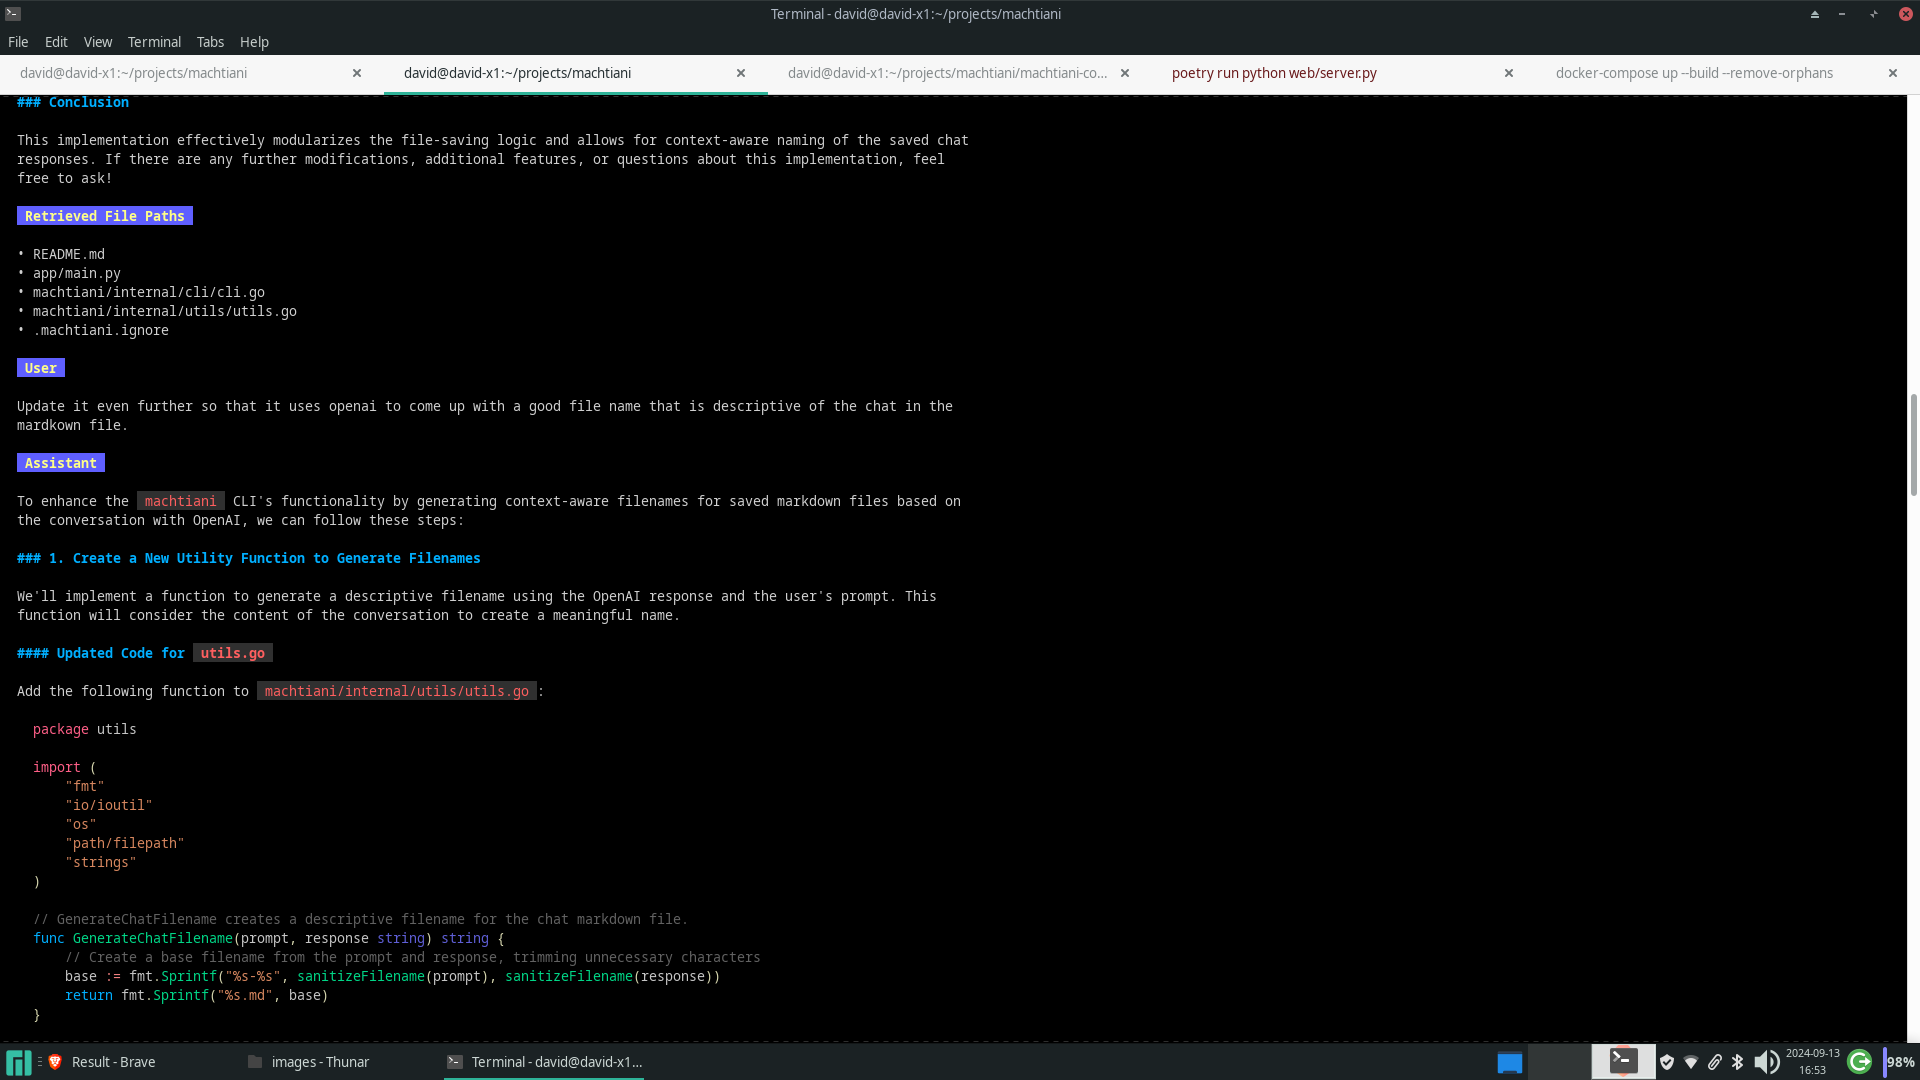 Terminal - david@david-x1:~/projects/machtiani
File Edit View Terminal Tabs Help
david@david-x1:~/projects/machtiani
david@david-x1:~/projects/machtiani
david@david-x1:~/projects/machtiani/machtiani-co...
poetry run python web/server.py
docker-compose up --build --remove-orphans
### Conclusion
This implementation effectively modularizes the file-saving logic and allows for context-aware naming of the saved chat
responses. If there are any further modifications, additional features, or questions about this implementation, feel
free to ask!
Retrieved File Paths
• README.md
• app/main.py
• machtiani/internal/cli/cli.go
• machtiani/internal/utils/utils.go
• .machtiani.ignore
User
Update it even further so that it uses openai to come up with a good file name that is descriptive of the chat in the
mardkown file.
Assistant
To enhance the machtiani CLI's functionality by generating context-aware filenames for saved markdown files based on
the conversation with OpenAI, we can follow these steps:
### 1. Create a New Utility Function to Generate Filenames
We'll implement a function to generate a descriptive filename using the OpenAI response and the user's prompt. This
function will consider the content of the conversation to create a meaningful name.
#### Updated Code for utils.go
Add the following function to machtiani/internal/utils/utils.go :
package utils
import (
"fmt"
"io/ioutil"
"os"
"path/filepath"
"strings"
)
// GenerateChatFilename creates a descriptive filename for the chat markdown file.
func GenerateChatFilename(prompt, response string) string {
// Create a base filename from the prompt and response, trimming unnecessary characters
base := fmt.Sprintf("%s-%s", sanitizeFilename(prompt), sanitizeFilename(response))
return fmt.Sprintf("%s.md", base)
}
Result - Brave
images - Thunar
Terminal - david@david-x1...
2024-09-13
16:53
98%